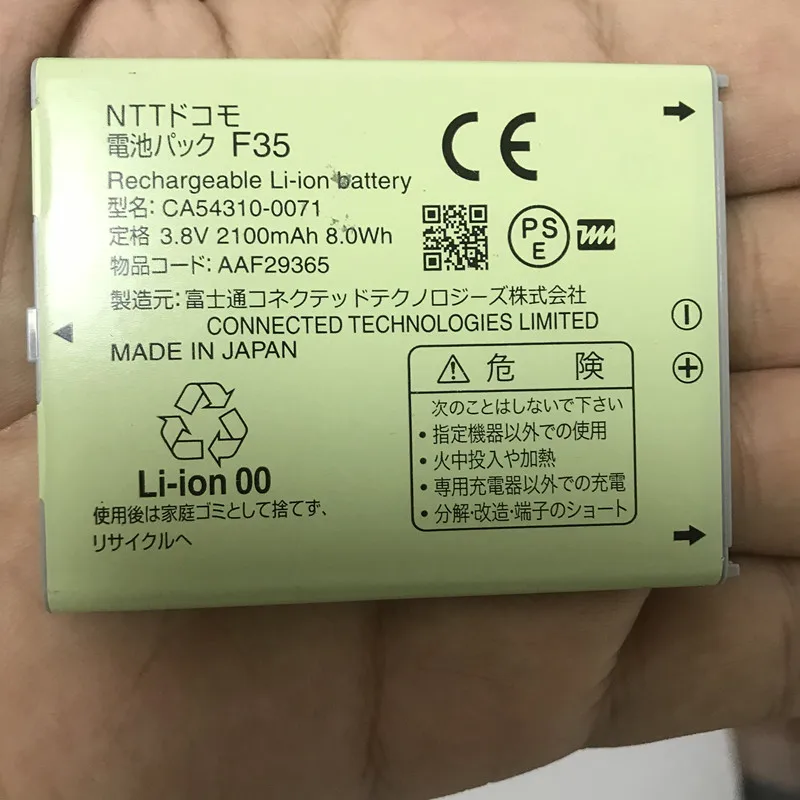 NTTドコモ
電池パック F35
Rechargeable Li-ion battery
型名: CA54310-0071
定格 3.8V 2100mAh 8.0Wh
物品コード: AAF29365
製造元: 富士通コネクテッドテクノロジーズ株式会社
CONNECTED TECHNOLOGIES LIMITED
MADE IN JAPAN
CE
PS
E
Li-ion 00
使用後は家庭ゴミとして捨てず、
リサイクルへ
危 険
次のことはしないで下さい
・指定機器以外での使用
・火中投入や加熱
・専用充電器以外での充電
・分解・改造・端子のショート